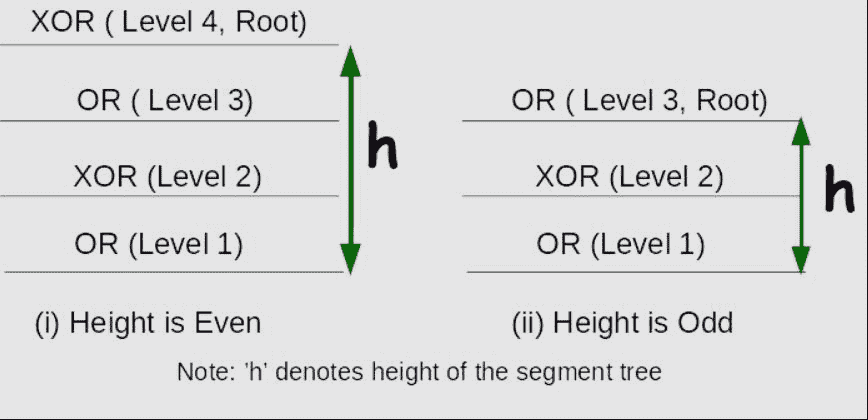 XOR ( Level 4, Root)
OR ( Level 3)
XOR (Level 2)
OR (Level 1)
h
(i) Height is Even
OR ( Level 3, Root)
XOR (Level 2)
OR (Level 1)
h
(ii) Height is Odd
Note: 'h' denotes height of the segment tree